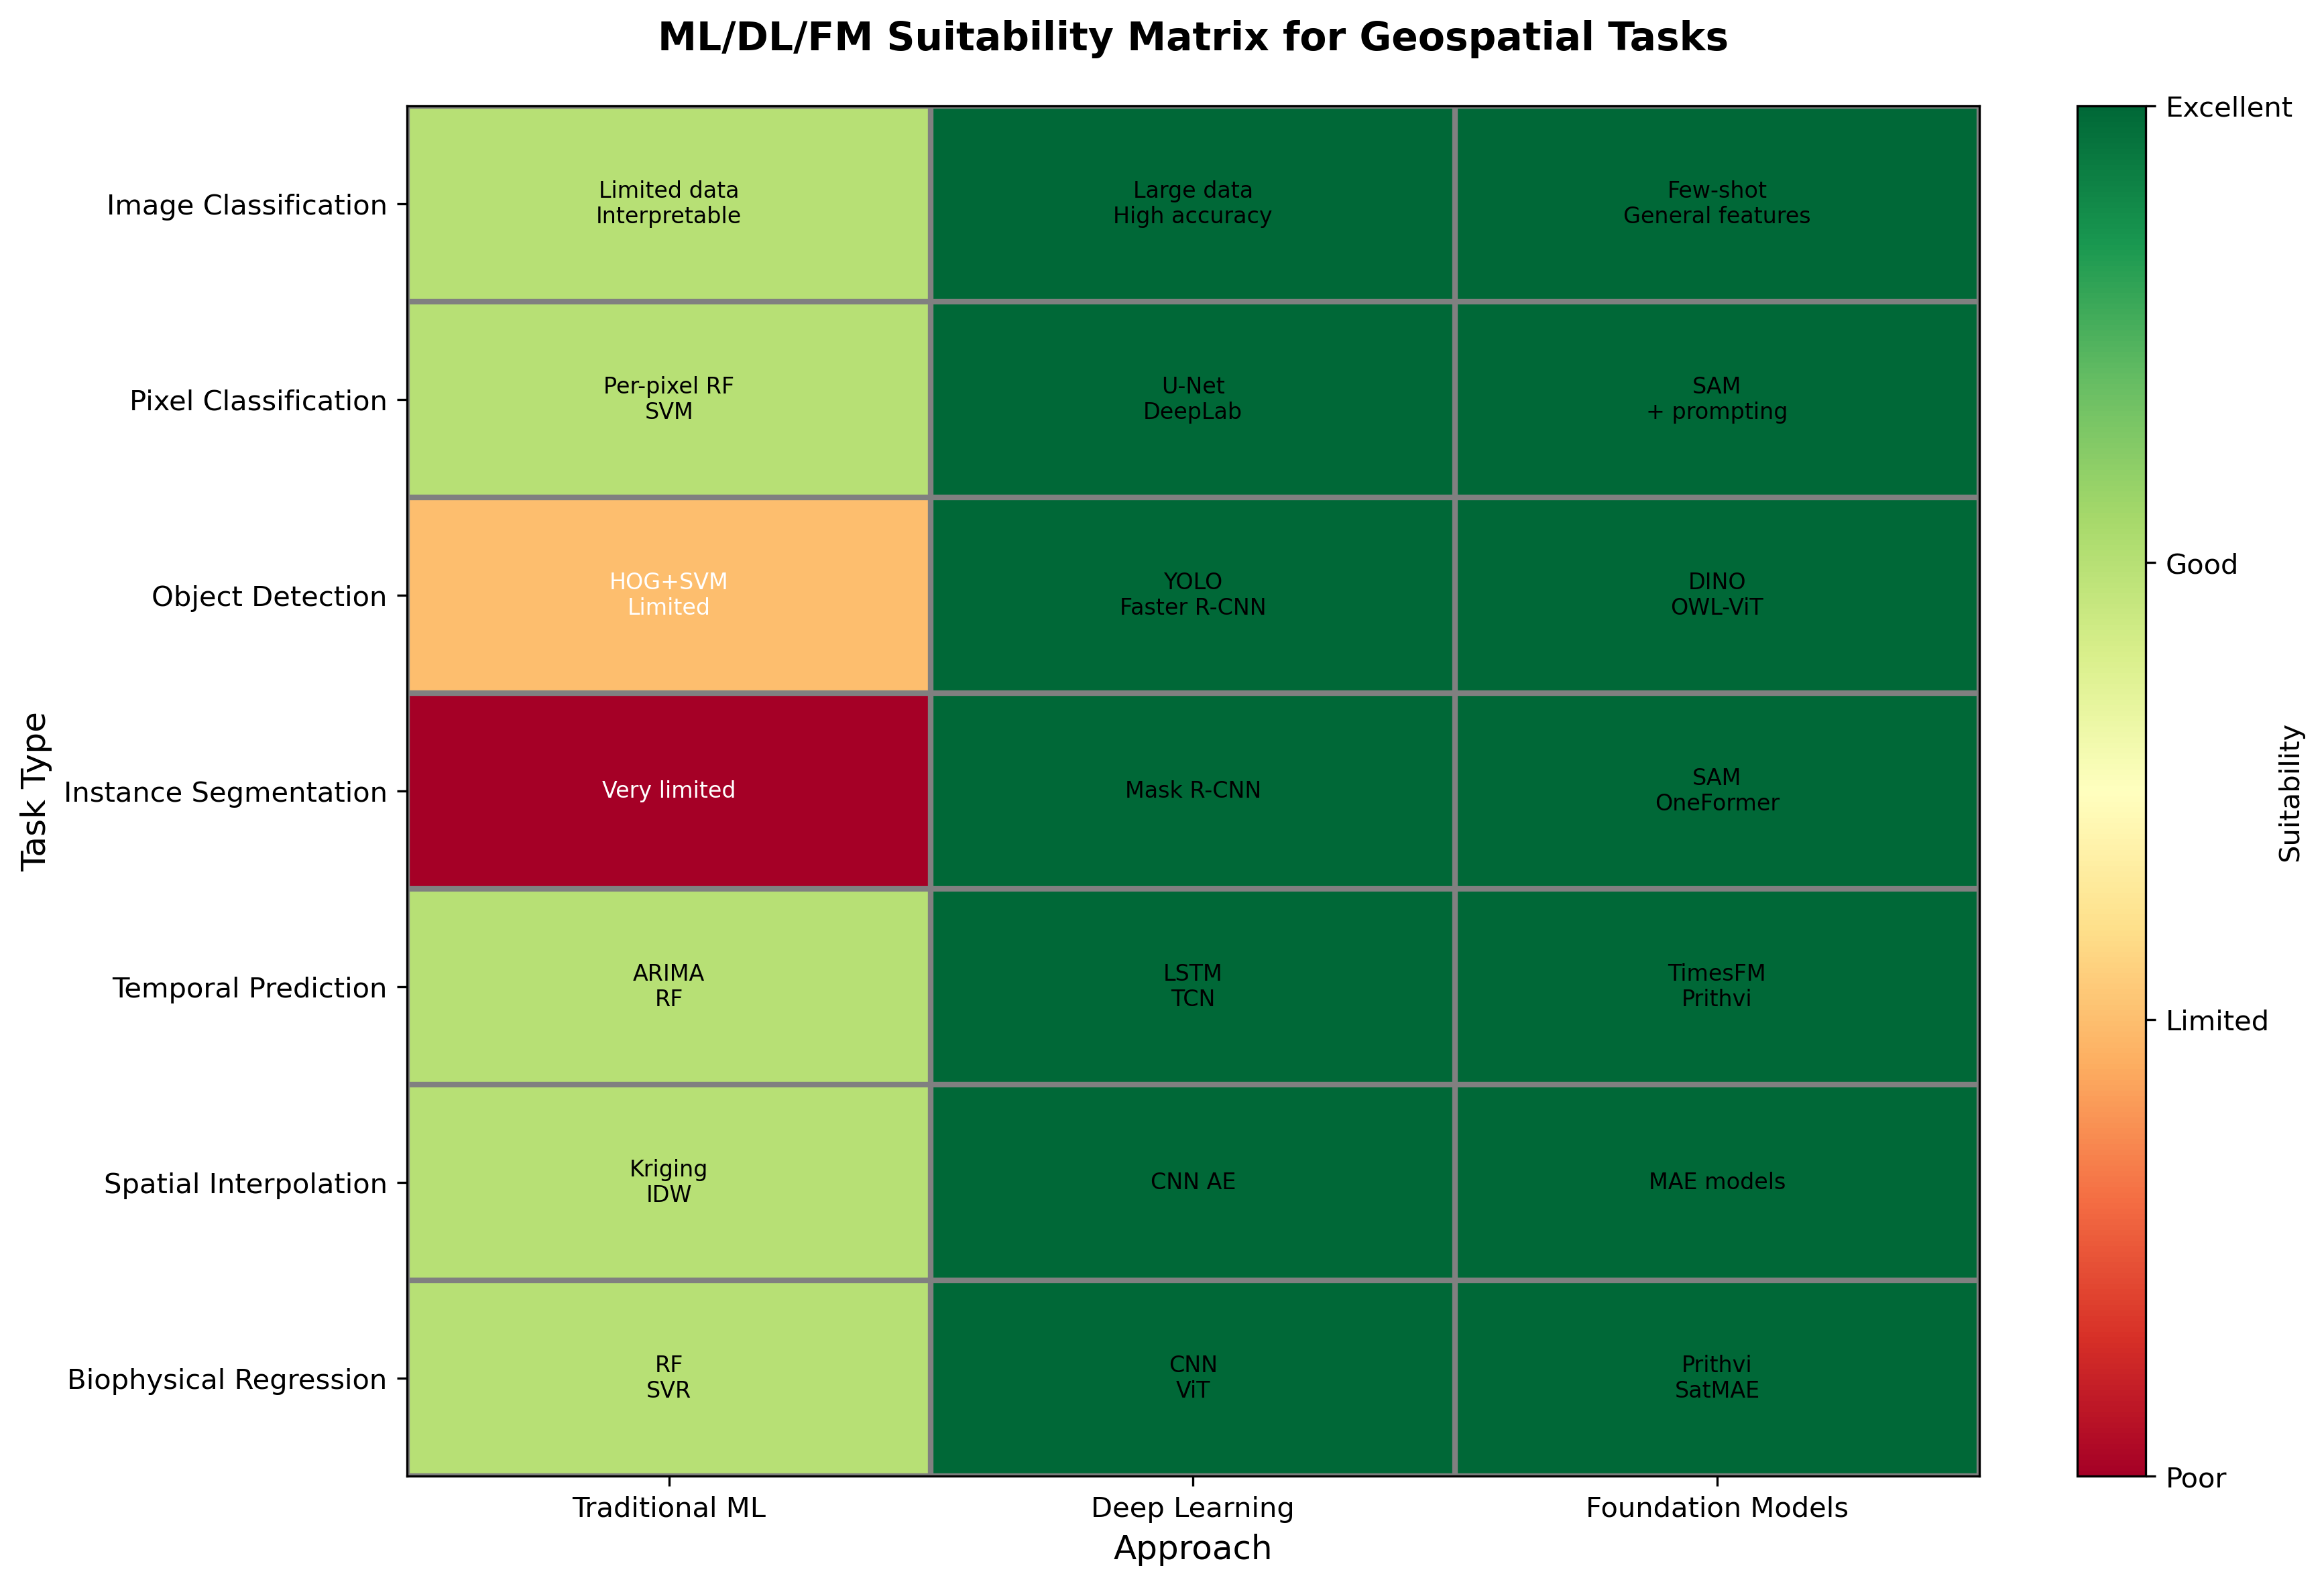 ML/DL/FM Suitability Matrix for Geospatial Tasks
Image Classification
Limited data
Interpretable
Large data
High accuracy
Few-shot
General features
Pixel Classification
Per-pixel RF
SVM
U-Net
DeepLab
SAM
+ prompting
Object Detection
HOG+SVM
Limited
YOLO
Faster R-CNN
DINO
OWL-ViT
Instance Segmentation
Very limited
Mask R-CNN
SAM
OneFormer
Temporal Prediction
ARIMA
RF
LSTM
TCN
TimesFM
Prithvi
Spatial Interpolation
Kriging
IDW
CNN AE
MAE models
Biophysical Regression
RF
SVR
CNN
ViT
Prithvi
SatMAE
Traditional ML
Deep Learning
Foundation Models
Approach
Task Type
Excellent
Good
Limited
Poor
Suitability